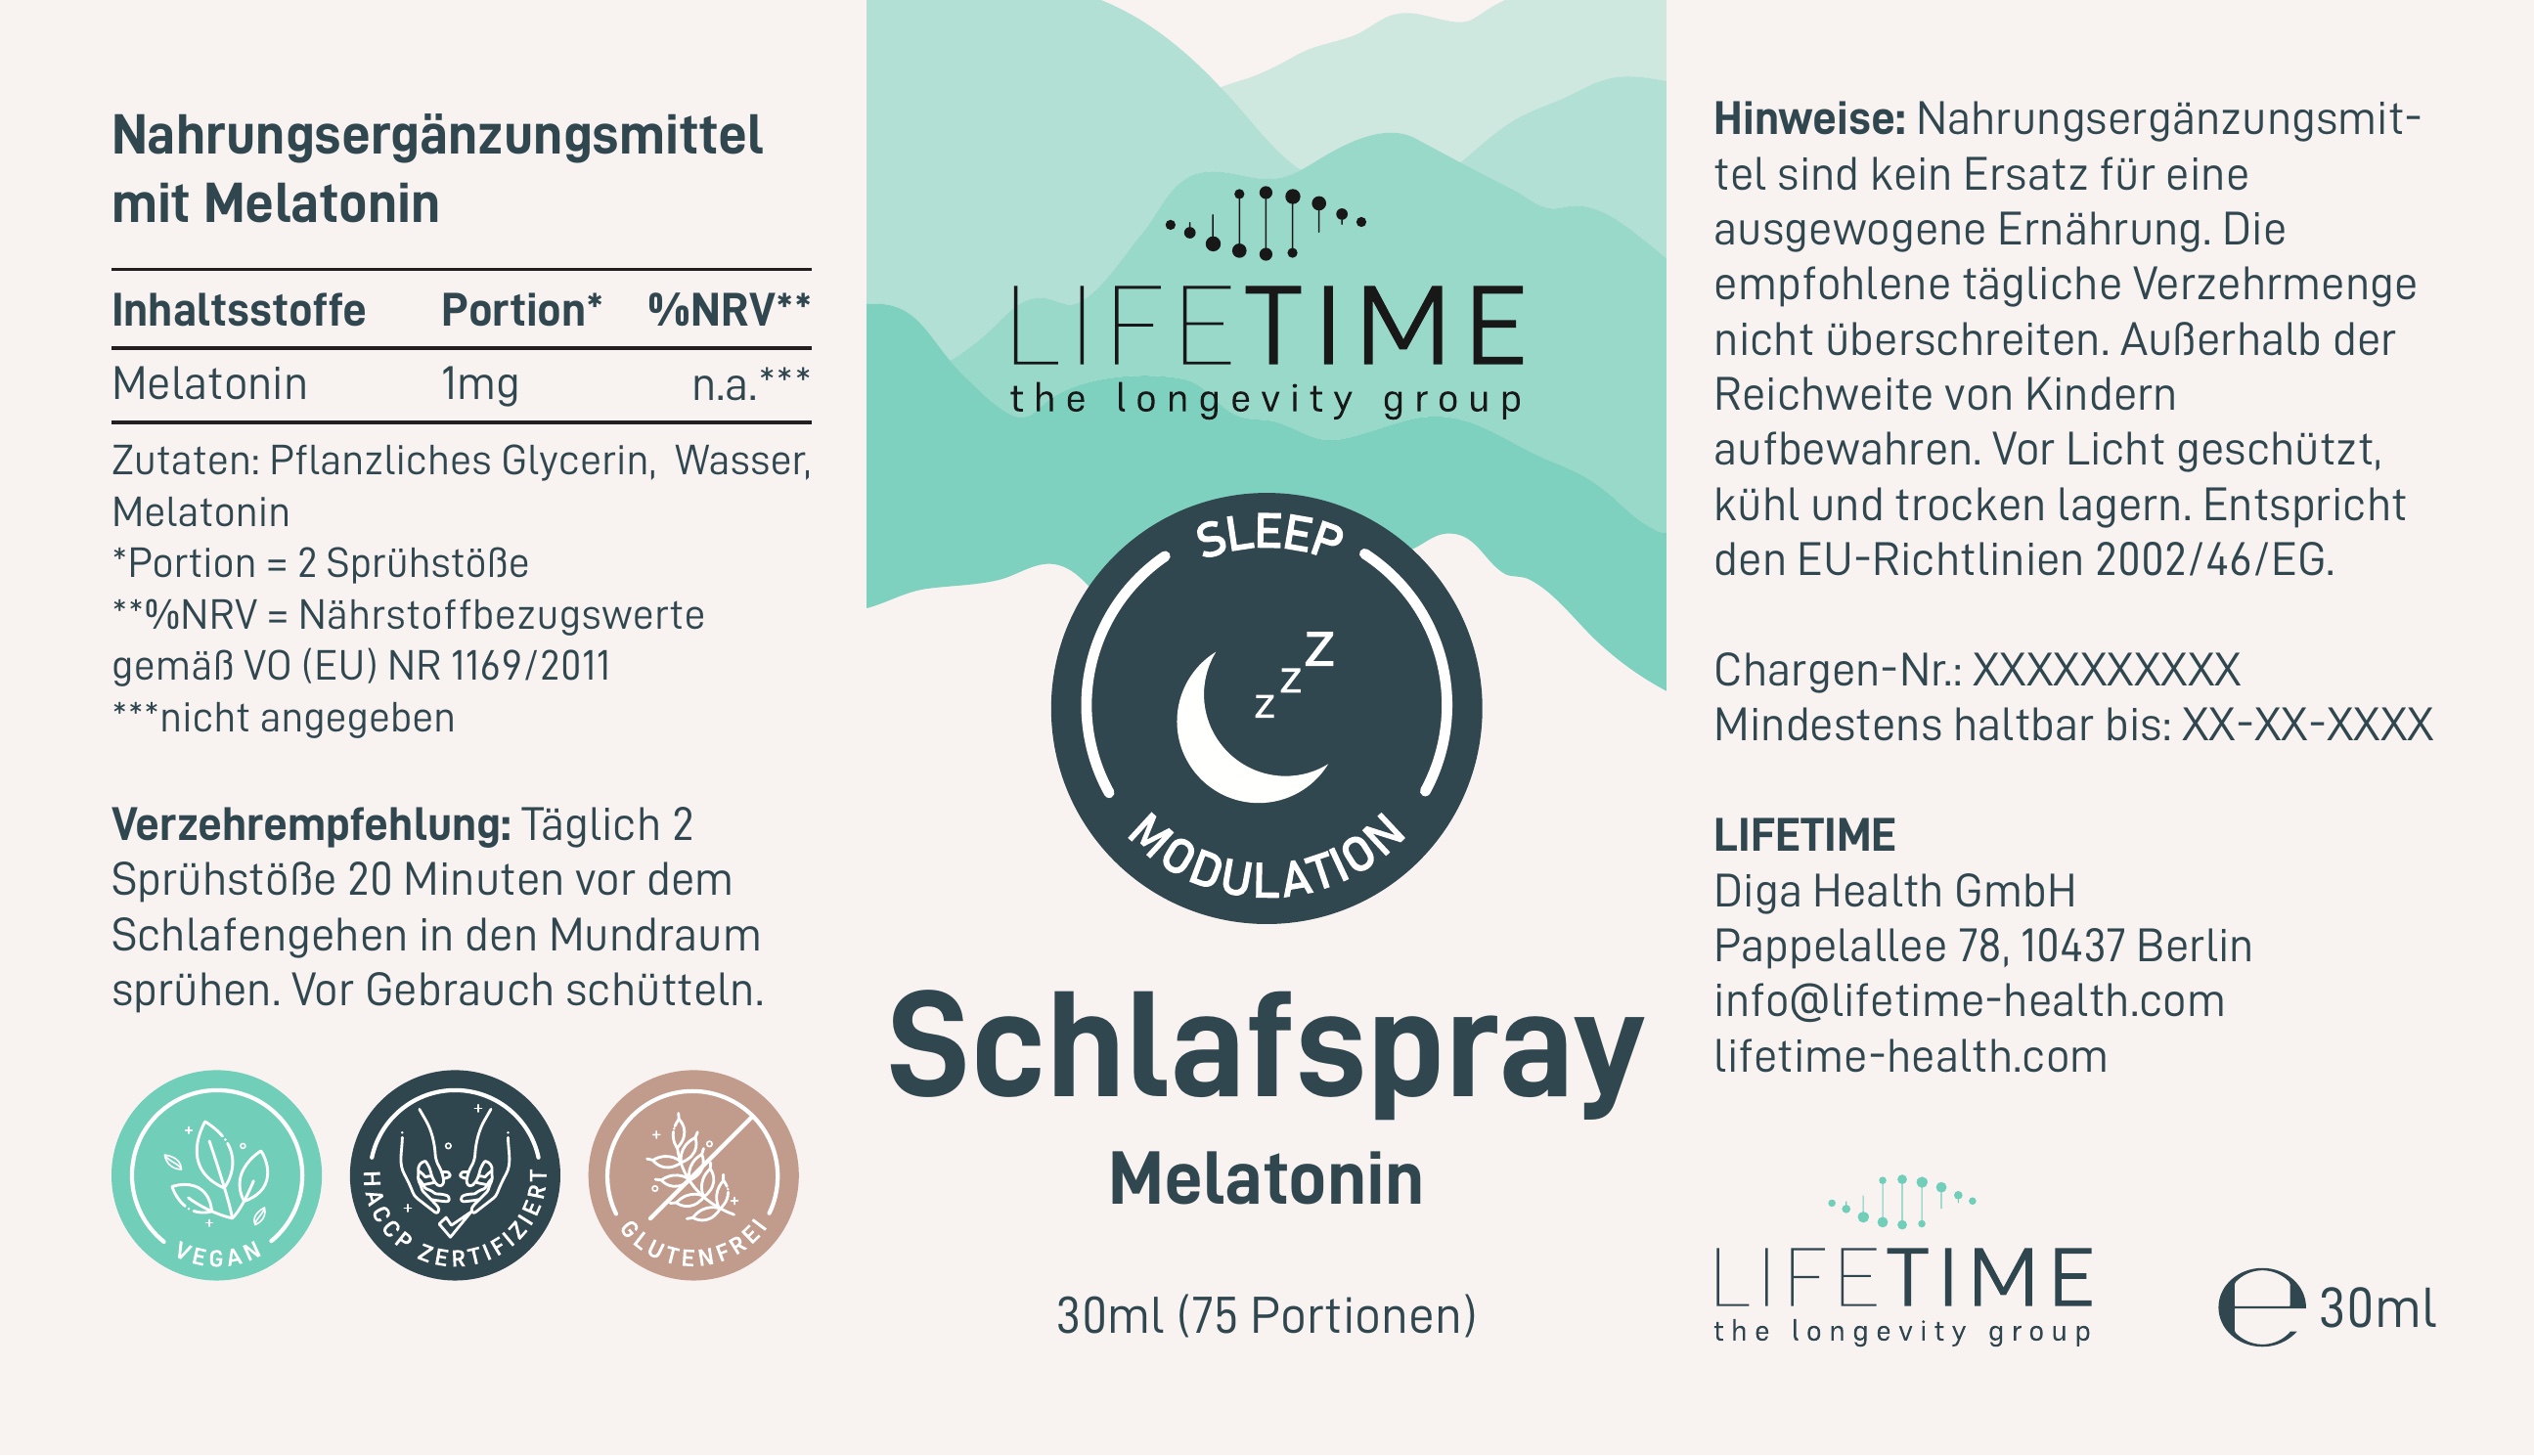 Nahrungsergänzungsmittel
mit Melatonin
Inhaltsstoffe Portion* %NRV**
Melatonin 1mg n.a.***
Zutaten: Pflanzliches Glycerin, Wasser,
Melatonin
*Portion = 2 Sprühstöße
**%NRV = Nährstoffbezugswerte
gemäß VO (EU) NR 1169/2011
***nicht angegeben
Verzehrempfehlung: Täglich 2
Sprühstöße 20 Minuten vor dem
Schlafengehen in den Mundraum
sprühen. Vor Gebrauch schütteln.
VEGAN
HACCP ZERTIFIZIERT
GLUTENFREI
LIFETIME
the longevity group
SLEEP
z z Z
MODULATION
Schlafspray
Melatonin
30ml (75 Portionen)
Hinweise: Nahrungsergänzungsmit-
tel sind kein Ersatz für eine
ausgewogene Ernährung. Die
empfohlene tägliche Verzehrmenge
nicht überschreiten. Außerhalb der
Reichweite von Kindern
aufbewahren. Vor Licht geschützt,
kühl und trocken lagern. Entspricht
den EU-Richtlinien 2002/46/EG.
Chargen-Nr.: XXXXXXXXXX
Mindestens haltbar bis: XX-XX-XXXX
LIFETIME
Diga Health GmbH
Pappelallee 78, 10437 Berlin
info@lifetime-health.com
lifetime-health.com
LIFETIME
the longevity group
℮ 30ml